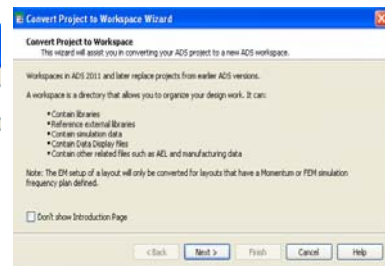 Convert Project to Workspace Wizard
Convert Project to Workspace
This wizard will assist you in converting your ADS project to a new ADS workspace.
Workspaces in ADS 2011 and later replace projects from earlier ADS versions.
A workspace is a directory that allows you to organize your design work. It can:
• Contain libraries
• Reference external libraries
• Contain simulation data
• Contain Data Display files
• Contain other related files such as AEL and manufacturing data
Note: The EM setup of a layout will only be converted for layouts that have a Momentum or FEM simulation
frequency plan defined.
Don't show Introduction Page
< Back Next > Finish Cancel Help